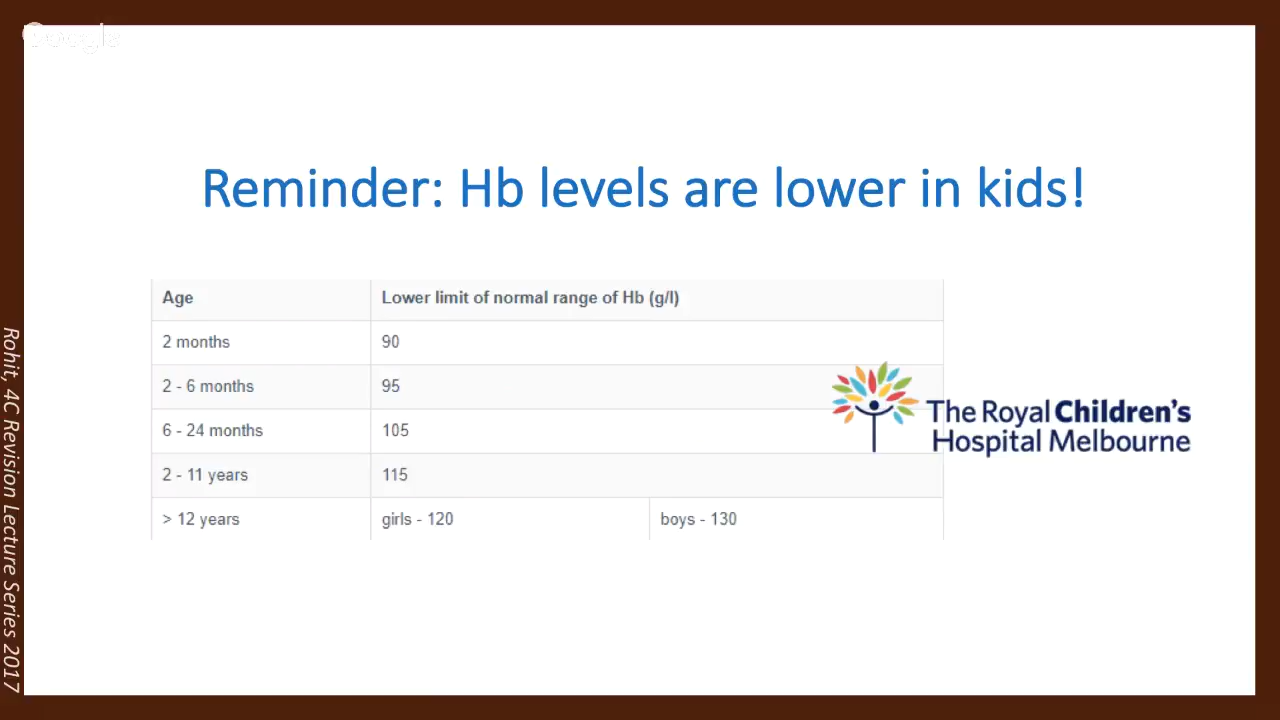 Google
Reminder: Hb levels are lower in kids!
Age Lower limit of normal range of Hb (g/l)
2 months 90
2 - 6 months 95
6 - 24 months 105
2 - 11 years 115
> 12 years girls - 120 boys - 130
The Royal Children's
Hospital Melbourne
Rohit, 4C Revision Lecture Series 2017